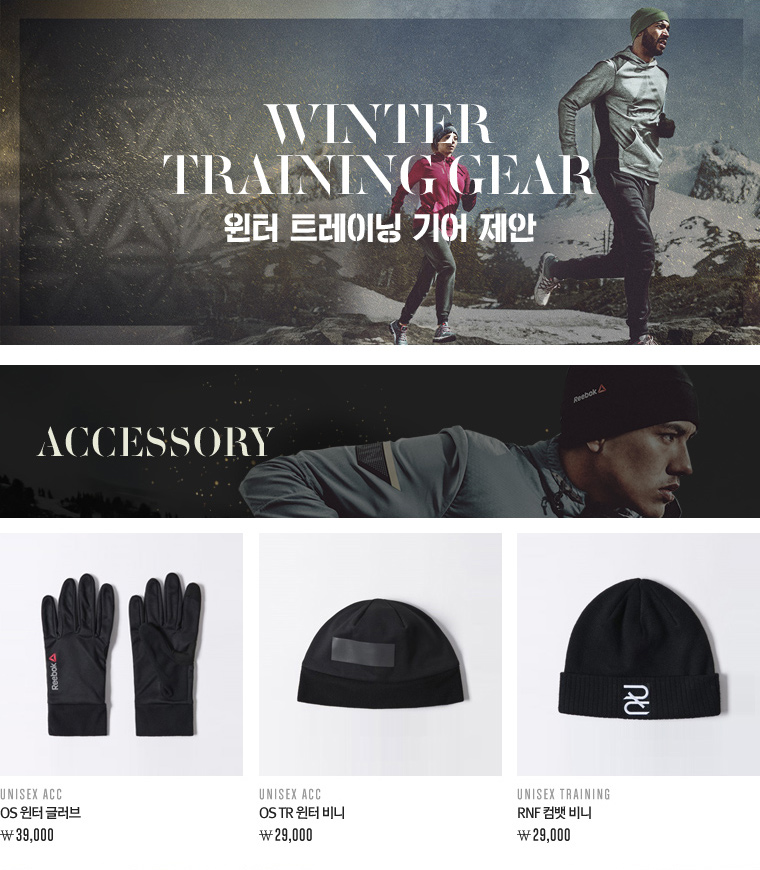 WINTER
TRAINING GEAR
윈터 트레이닝 기어 제안
Reebok
ACCESSORY
Reebok
UNISEX ACC
OS 윈터 글러브
₩39,000
UNISEX ACC
OS TR 윈터 비니
₩29,000
UNISEX TRAINING
RNF 컴뱃 비니
₩29,000